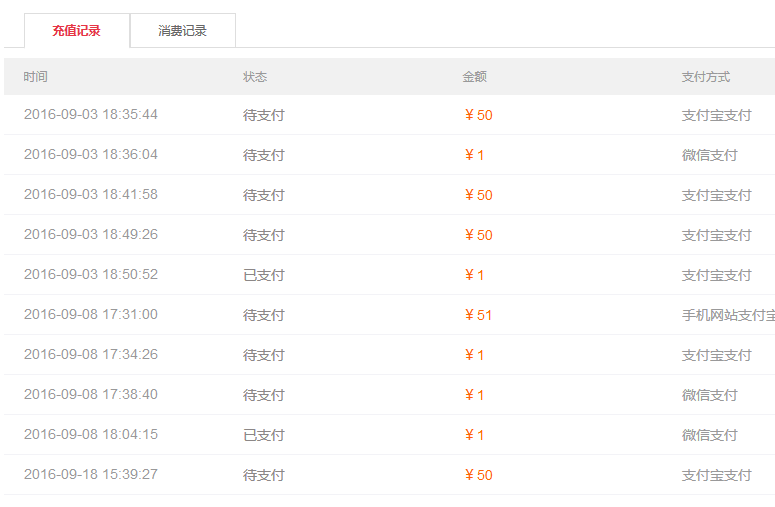 充值记录 消费记录
时间 状态 金额 支付方式
2016-09-03 18:35:44 待支付 ¥50 支付宝支付
2016-09-03 18:36:04 待支付 ¥1 微信支付
2016-09-03 18:41:58 待支付 ¥50 支付宝支付
2016-09-03 18:49:26 待支付 ¥50 支付宝支付
2016-09-03 18:50:52 已支付 ¥1 支付宝支付
2016-09-08 17:31:00 待支付 ¥51 手机网站支付宝
2016-09-08 17:34:26 待支付 ¥1 支付宝支付
2016-09-08 17:38:40 待支付 ¥1 微信支付
2016-09-08 18:04:15 已支付 ¥1 微信支付
2016-09-18 15:39:27 待支付 ¥50 支付宝支付